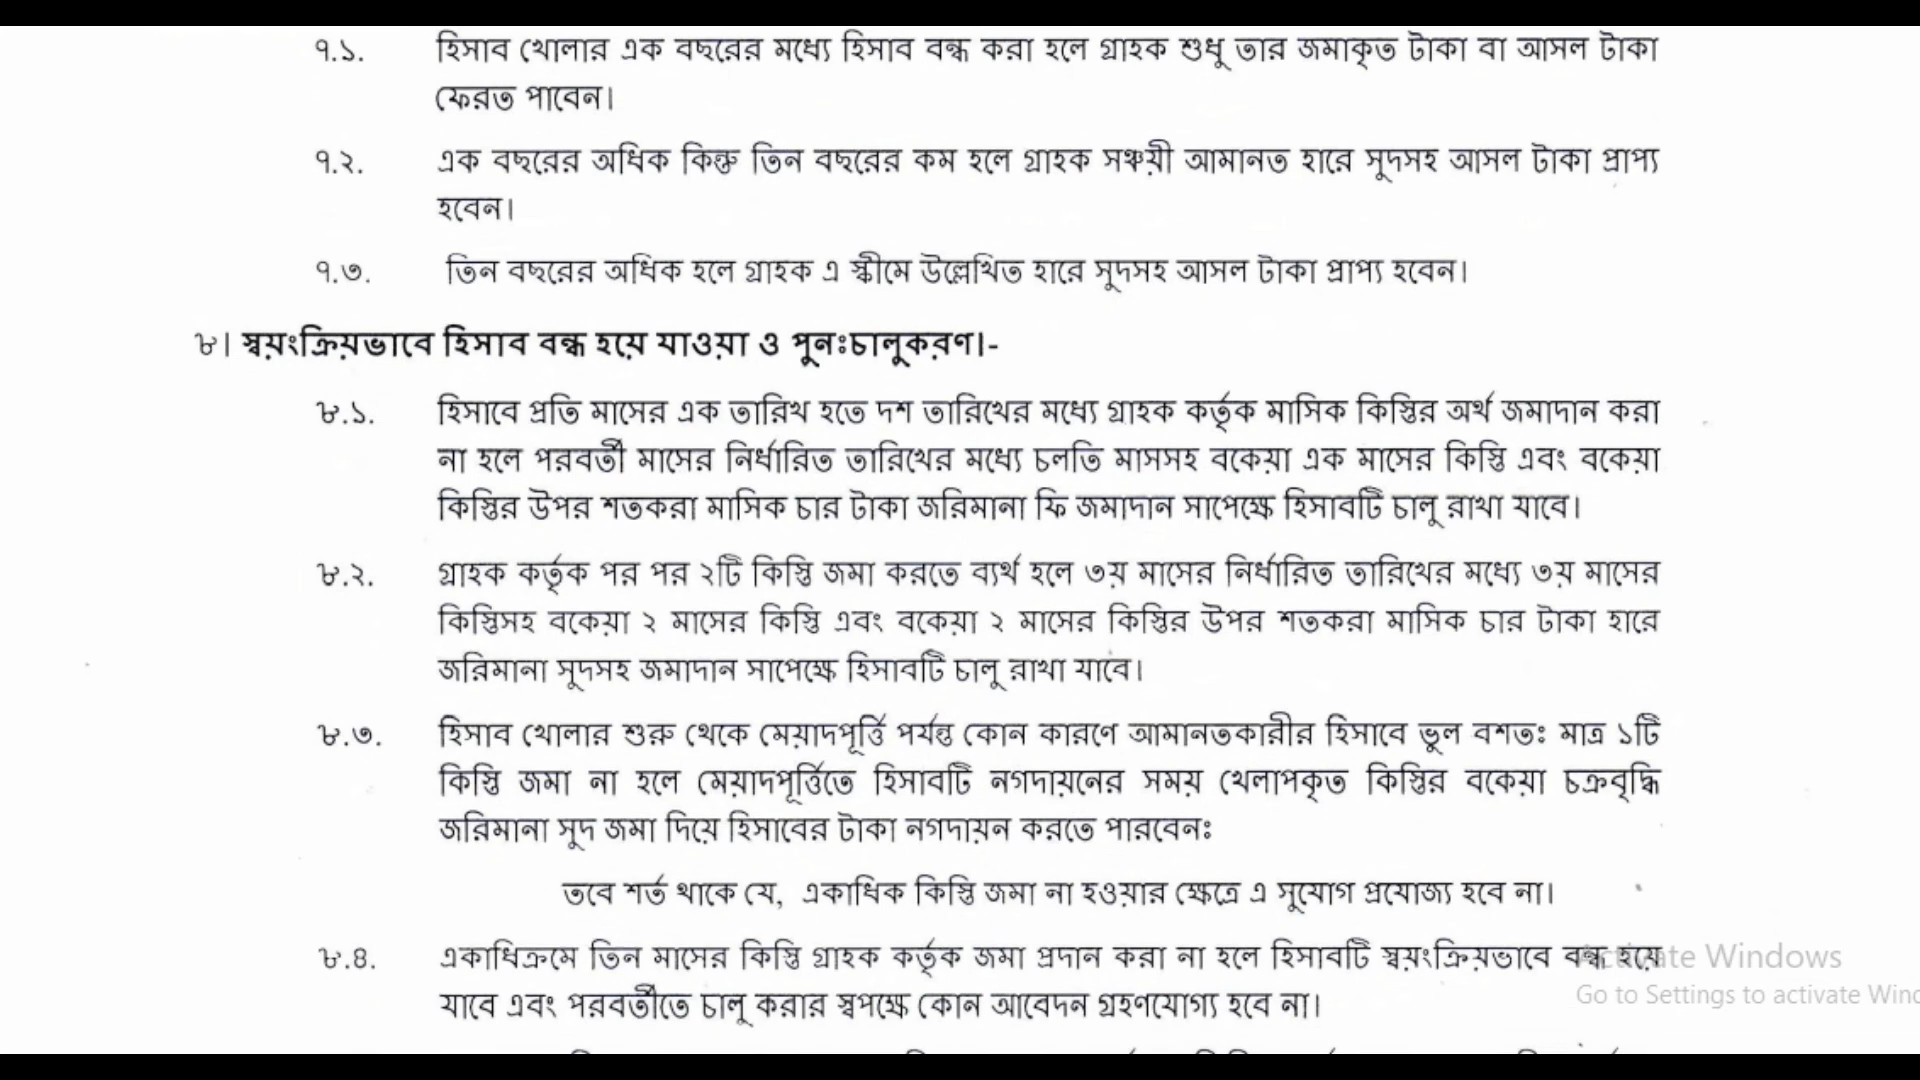 ৭.১. হিসাব খোলার এক বছরের মধ্যে হিসাব বন্ধ করা হলে গ্রাহক শুধু তার জমাকৃত টাকা বা আসল টাকা
ফেরত পাবেন।
৭.২. এক বছরের অধিক কিন্তু তিন বছরের কম হলে গ্রাহক সঞ্চয়ী আমানত হারে সুদসহ আসল টাকা প্রাপ্য
হবেন।
৭.৩. তিন বছরের অধিক হলে গ্রাহক এ স্কীমে উল্লেখিত হারে সুদসহ আসল টাকা প্রাপ্য হবেন।
৮। স্বয়ংক্রিয়ভাবে হিসাব বন্ধ হয়ে যাওয়া ও পুনঃচালুকরণ।-
৮.১. হিসাবে প্রতি মাসের এক তারিখ হতে দশ তারিখের মধ্যে গ্রাহক কর্তৃক মাসিক কিস্তির অর্থ জমাদান করা
না হলে পরবর্তী মাসের নির্ধারিত তারিখের মধ্যে চলতি মাসসহ বকেয়া এক মাসের কিস্তি এবং বকেয়া
কিস্তির উপর শতকরা মাসিক চার টাকা জরিমানা ফি জমাদান সাপেক্ষে হিসাবটি চালু রাখা যাবে।
৮.২. গ্রাহক কর্তৃক পর পর ২টি কিস্তি জমা করতে ব্যর্থ হলে ৩য় মাসের নির্ধারিত তারিখের মধ্যে ৩য় মাসের
কিস্তিসহ বকেয়া ২ মাসের কিস্তি এবং বকেয়া ২ মাসের কিস্তির উপর শতকরা মাসিক চার টাকা হারে
জরিমানা সুদসহ জমাদান সাপেক্ষে হিসাবটি চালু রাখা যাবে।
৮.৩. হিসাব খোলার শুরু থেকে মেয়াদপূর্ত্তি পর্যন্ত কোন কারণে আমানতকারীর হিসাবে ভুল বশতঃ মাত্র ১টি
কিস্তি জমা না হলে মেয়াদপূর্ত্তিতে হিসাবটি নগদায়নের সময় খেলাপকৃত কিস্তির বকেয়া চক্রবৃদ্ধি
জরিমানা সুদ জমা দিয়ে হিসাবের টাকা নগদায়ন করতে পারবেনঃ
তবে শর্ত থাকে যে, একাধিক কিস্তি জমা না হওয়ার ক্ষেত্রে এ সুযোগ প্রযোজ্য হবে না।
৮.৪. একাধিক্রমে তিন মাসের কিস্তি গ্রাহক কর্তৃক জমা প্রদান করা না হলে হিসাবটি স্বয়ংক্রিয়ভাবে বন্ধ হয়ে
যাবে এবং পরবর্তীতে চালু করার স্বপক্ষে কোন আবেদন গ্রহণযোগ্য হবে না।
Activate Windows
Go to Settings to activate Winc